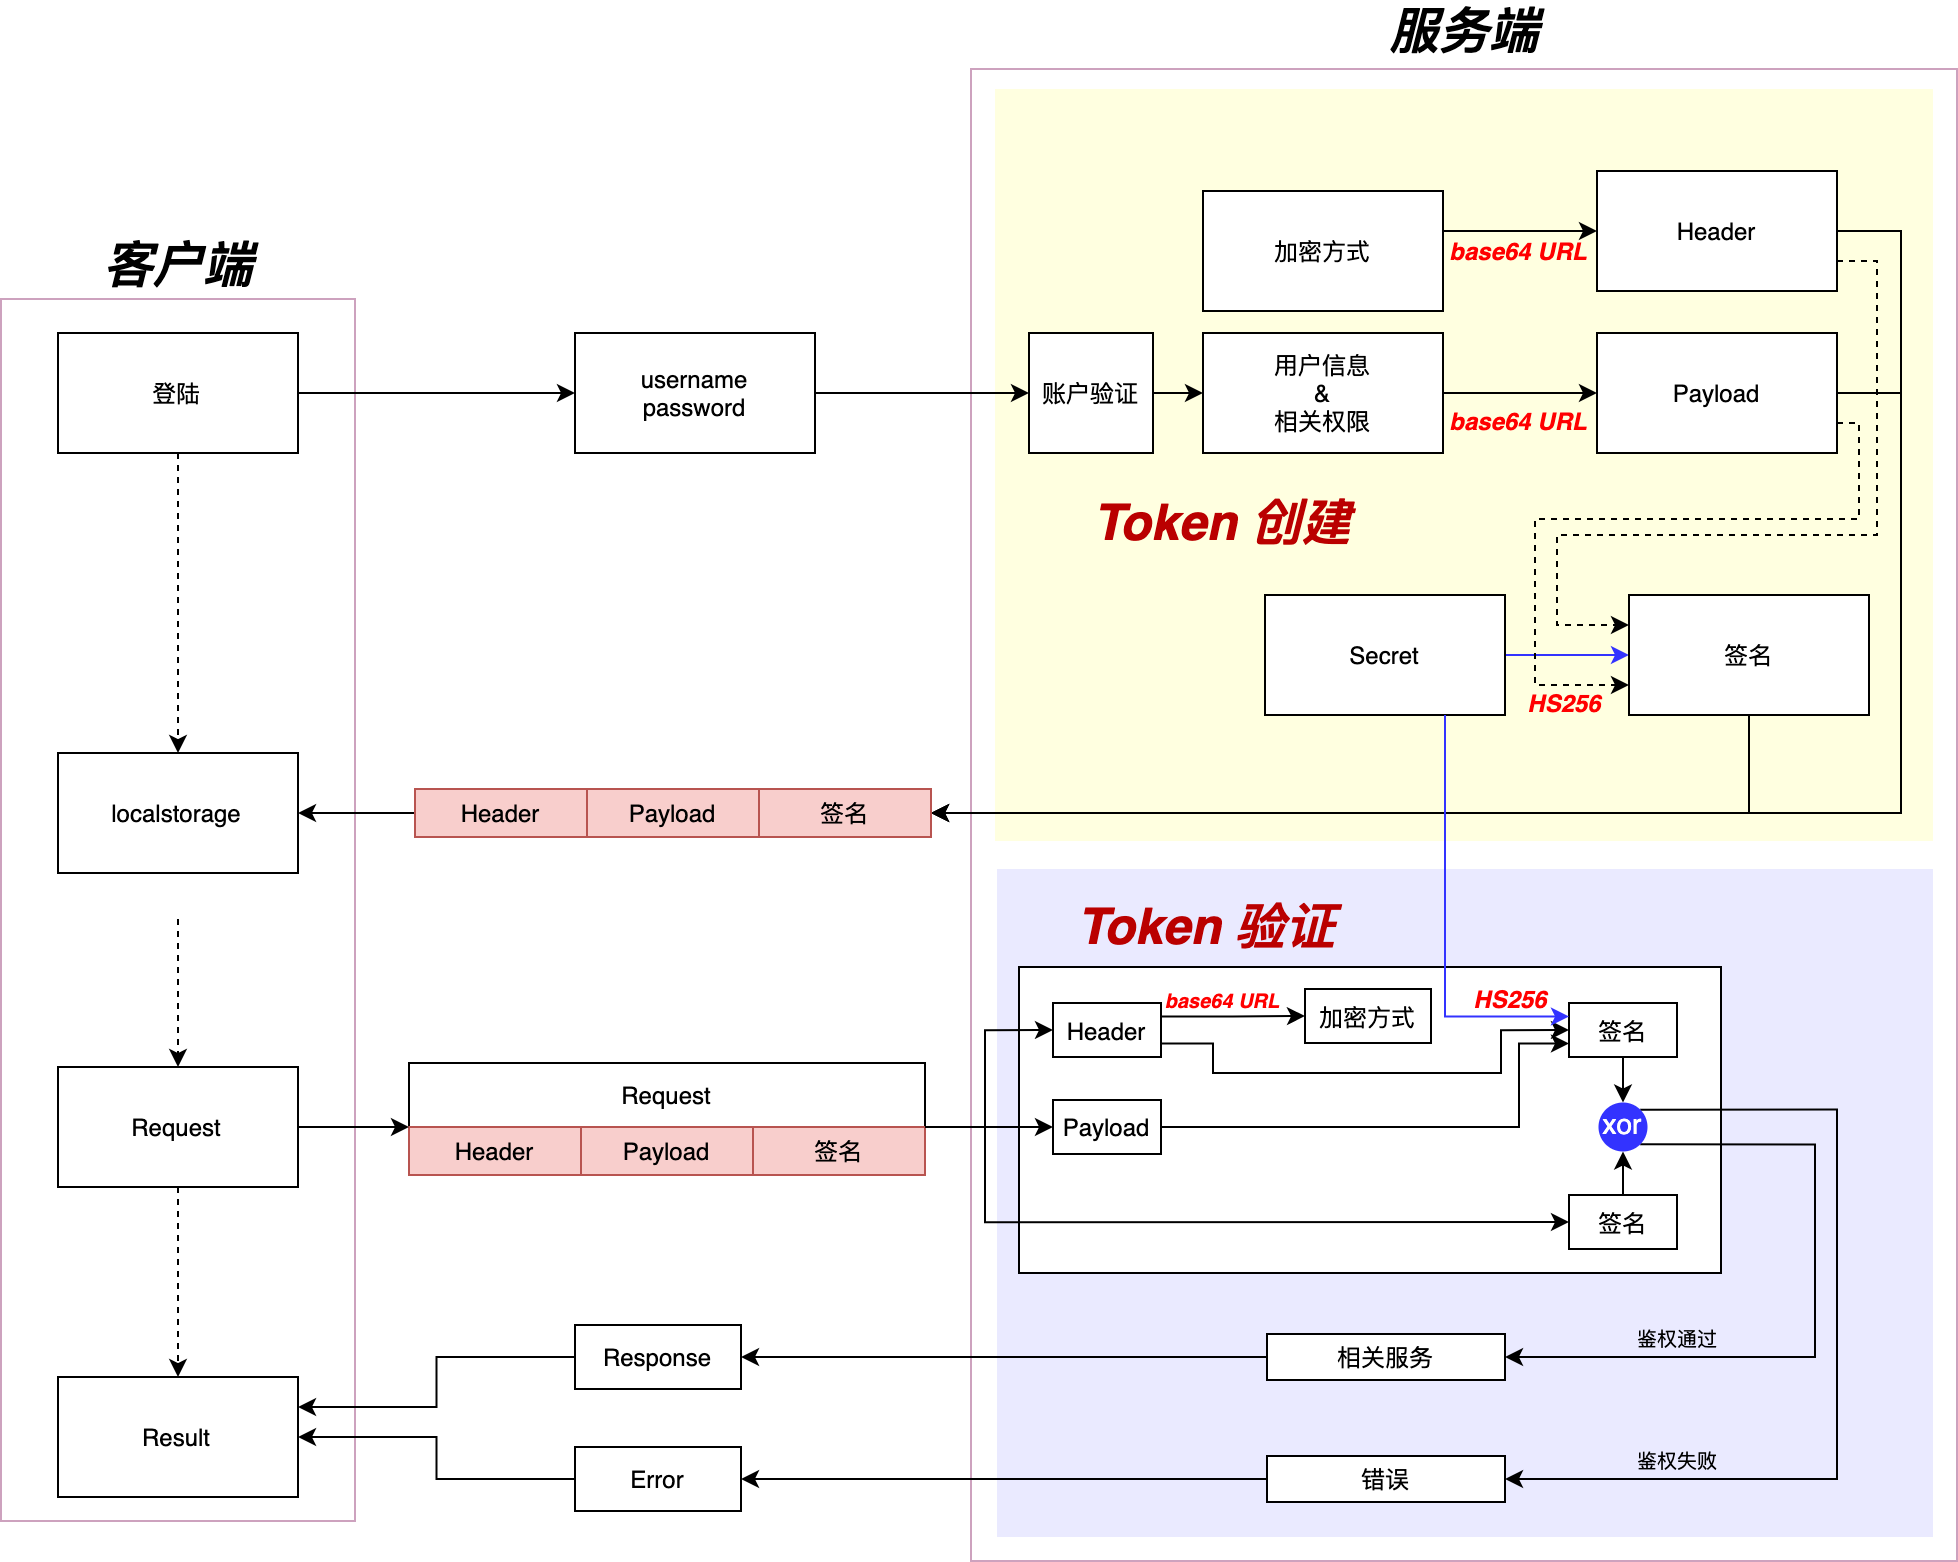 服务端
客户端
加密方式
base64 URL
Header
登陆
username
password
账户验证
用户信息
&
相关权限
base64 URL
Payload
Token 创建
Secret
HS256
签名
localstorage
Header
Payload
签名
Token 验证
Header
base64 URL
加密方式
HS256
签名
Request
Request
Header
Payload
签名
Payload
xor
签名
Response
相关服务
鉴权通过
Result
Error
错误
鉴权失败